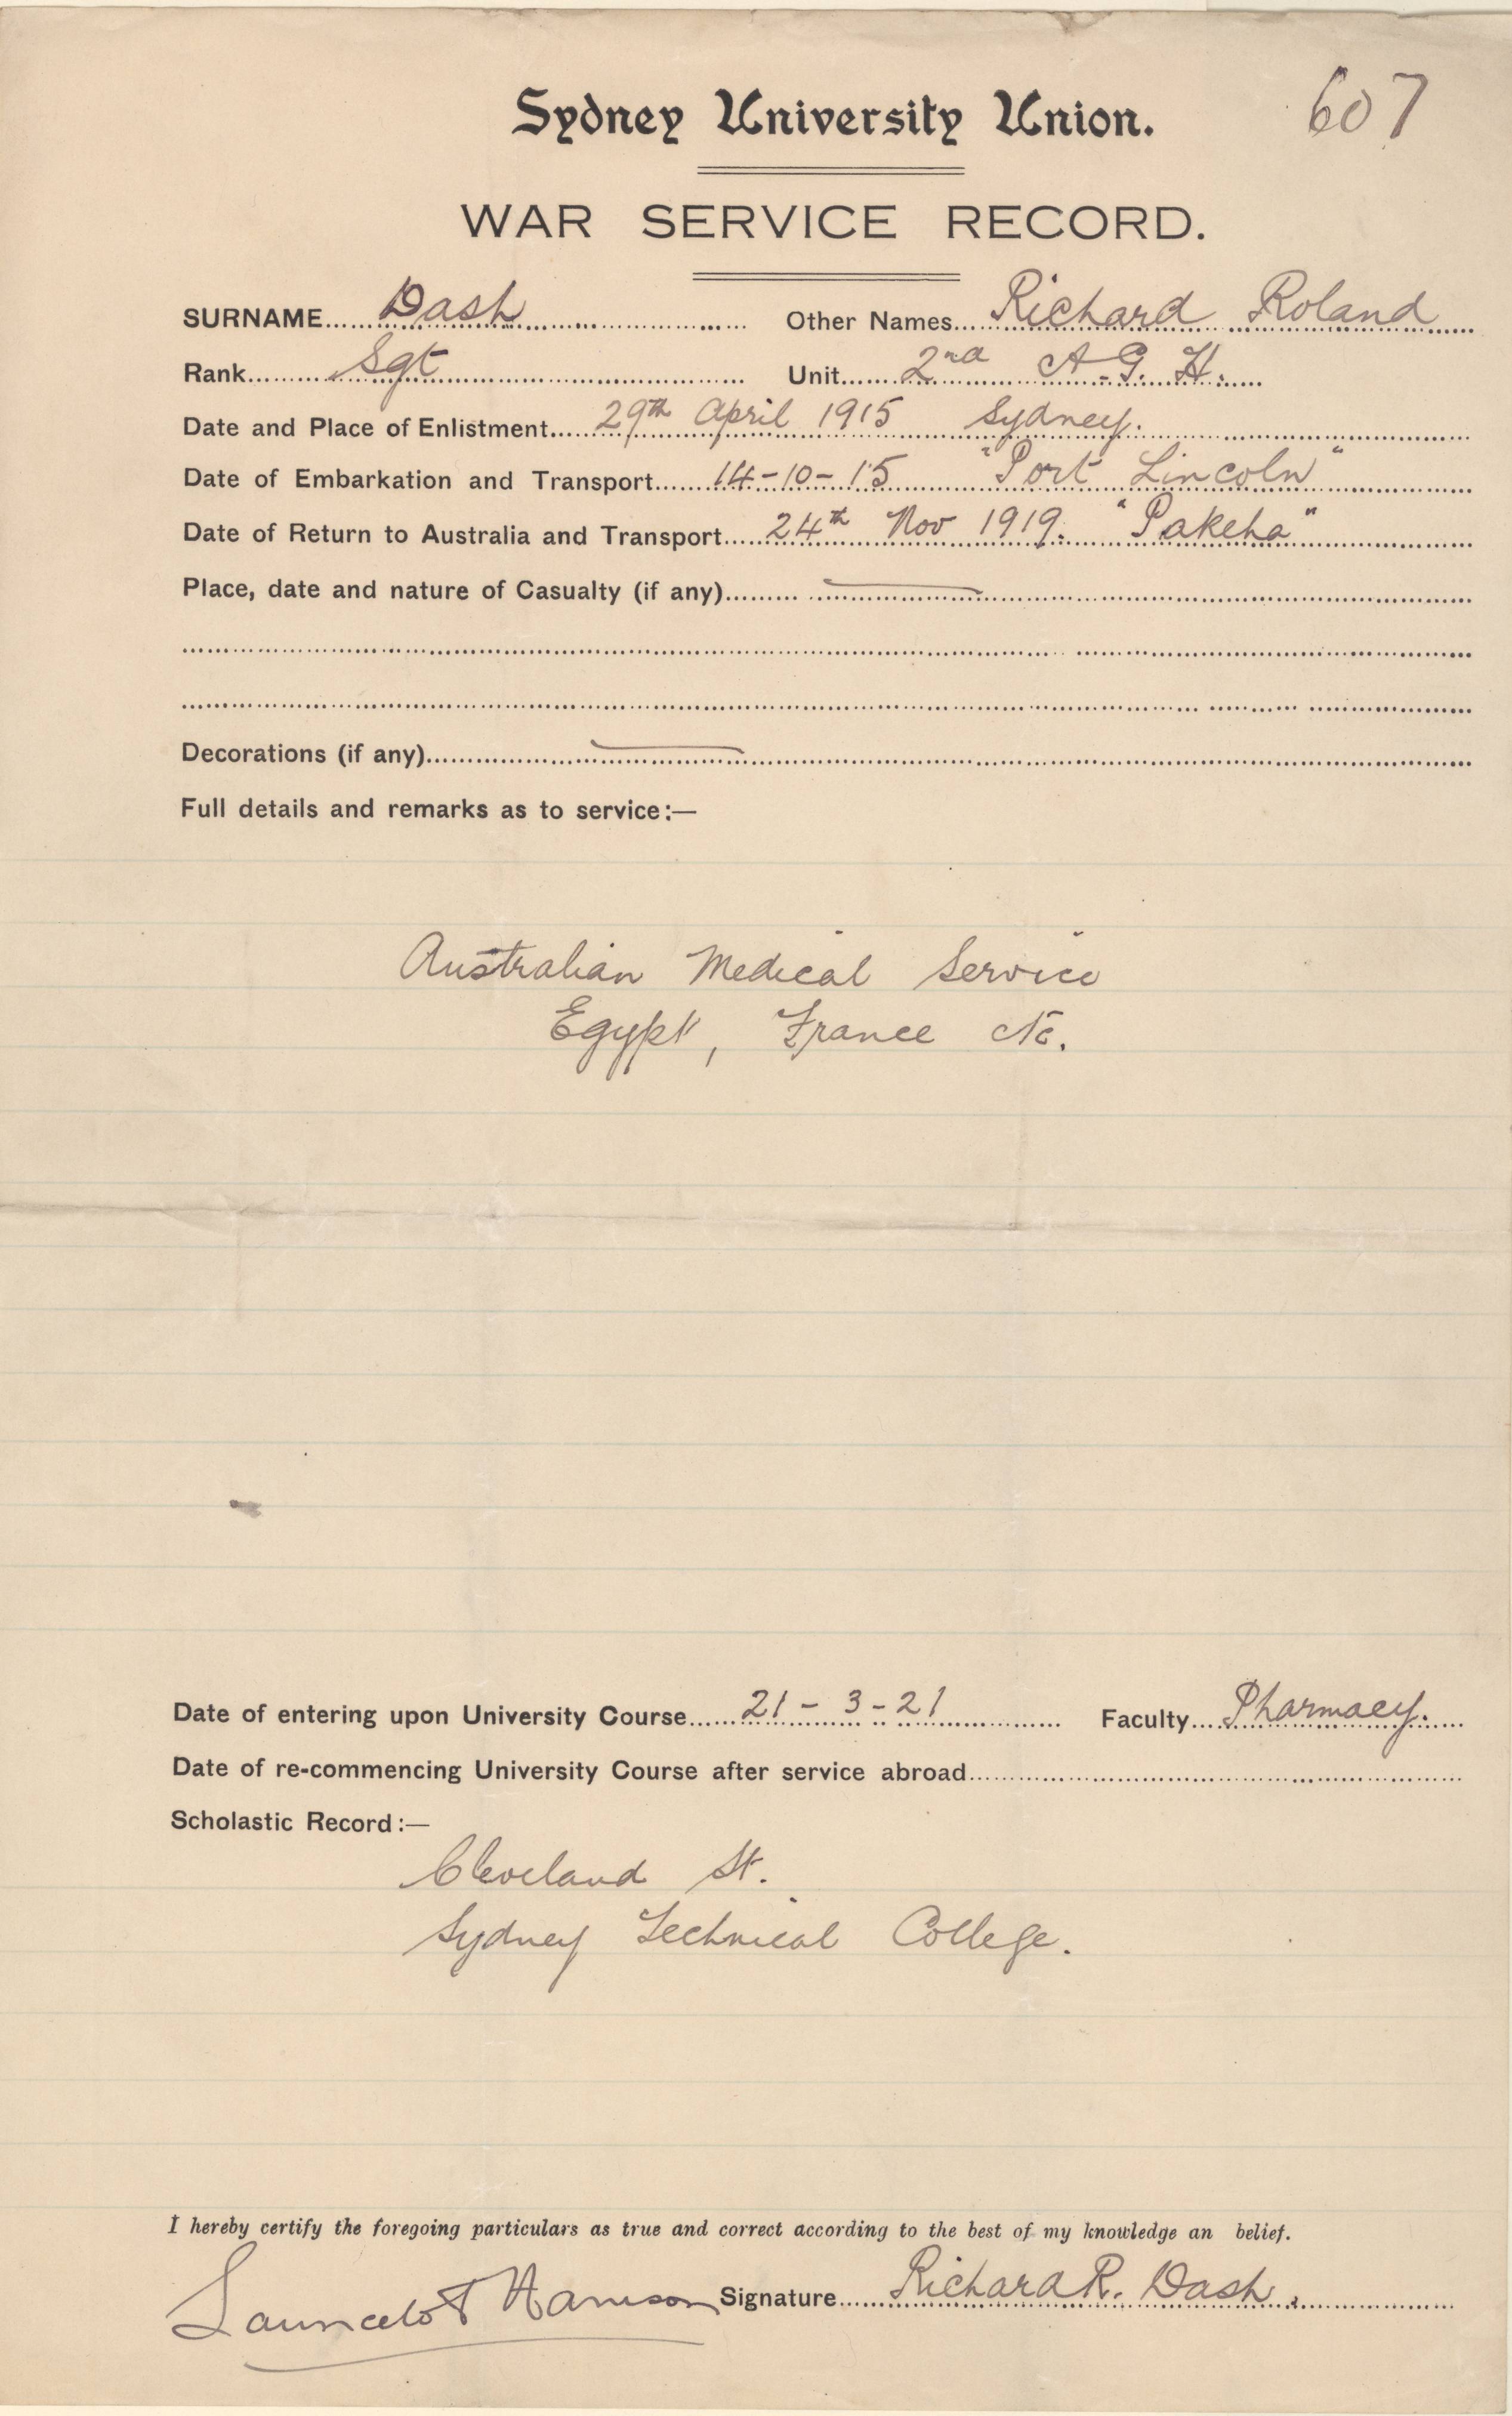 Sydney University Union. 607
WAR SERVICE RECORD.
SURNAME Dash Other Names Richard Roland
Rank Sgt Unit 2nd A.G.H.
Date and Place of Enlistment 29th April 1915 Sydney.
Date of Embarkation and Transport 14-10-15 "Port Lincoln"
Date of Return to Australia and Transport 24th Nov 1919. "Pakeha"
Place, date and nature of Casualty (if any) —
Decorations (if any) —
Full details and remarks as to service:—
Australian Medical Service
Egypt, France etc.
Date of entering upon University Course 21-3-21 Faculty Pharmacy.
Date of re-commencing University Course after service abroad
Scholastic Record:—
Cleveland St.
Sydney Technical College.
I hereby certify the foregoing particulars as true and correct according to the best of my knowledge an belief.
Launcelot Harrison Signature Richard R. Dash.